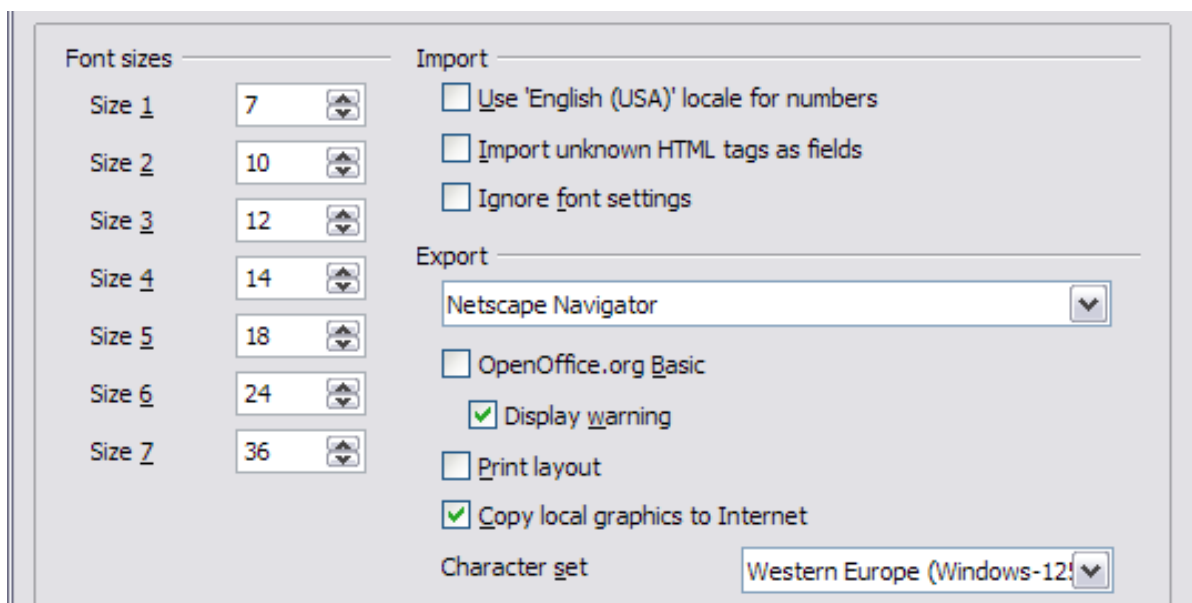 Font sizes
Size 1 7
Size 2 10
Size 3 12
Size 4 14
Size 5 18
Size 6 24
Size 7 36
Import
Use 'English (USA)' locale for numbers
Import unknown HTML tags as fields
Ignore font settings
Export
Netscape Navigator
OpenOffice.org Basic
Display warning
Print layout
Copy local graphics to Internet
Character set Western Europe (Windows-125